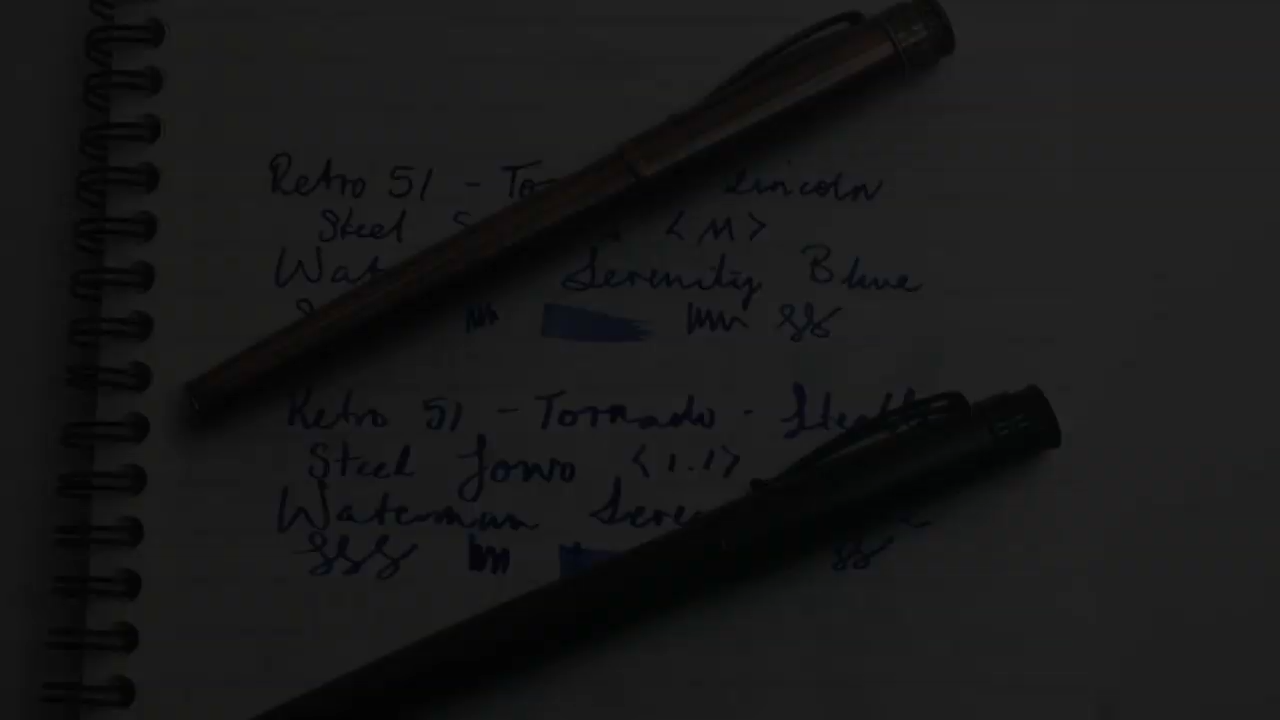 Retro 51 - To Lincoln
Steel S <M>
Wat Serenity Blue
Retro 51 - Tornado - Stealth
Steel Jowo <1.1>
Waterman Sere